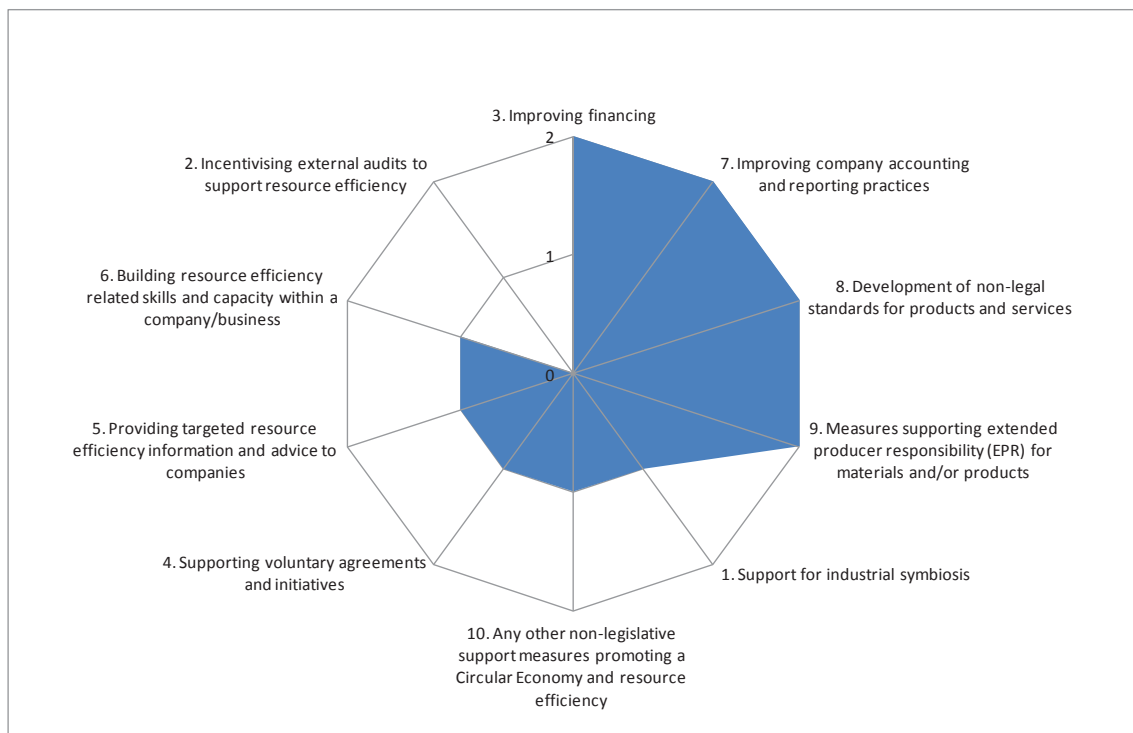 3. Improving financing
2
2. Incentivising external audits to
support resource efficiency
7. Improving company accounting
and reporting practices
1
6. Building resource efficiency
related skills and capacity within a
company/business
8. Development of non-legal
standards for products and services
0
5. Providing targeted resource
efficiency information and advice to
companies
9. Measures supporting extended
producer responsibility (EPR) for
materials and/or products
4. Supporting voluntary agreements
and initiatives
1. Support for industrial symbiosis
10. Any other non-legislative
support measures promoting a
Circular Economy and resource
efficiency